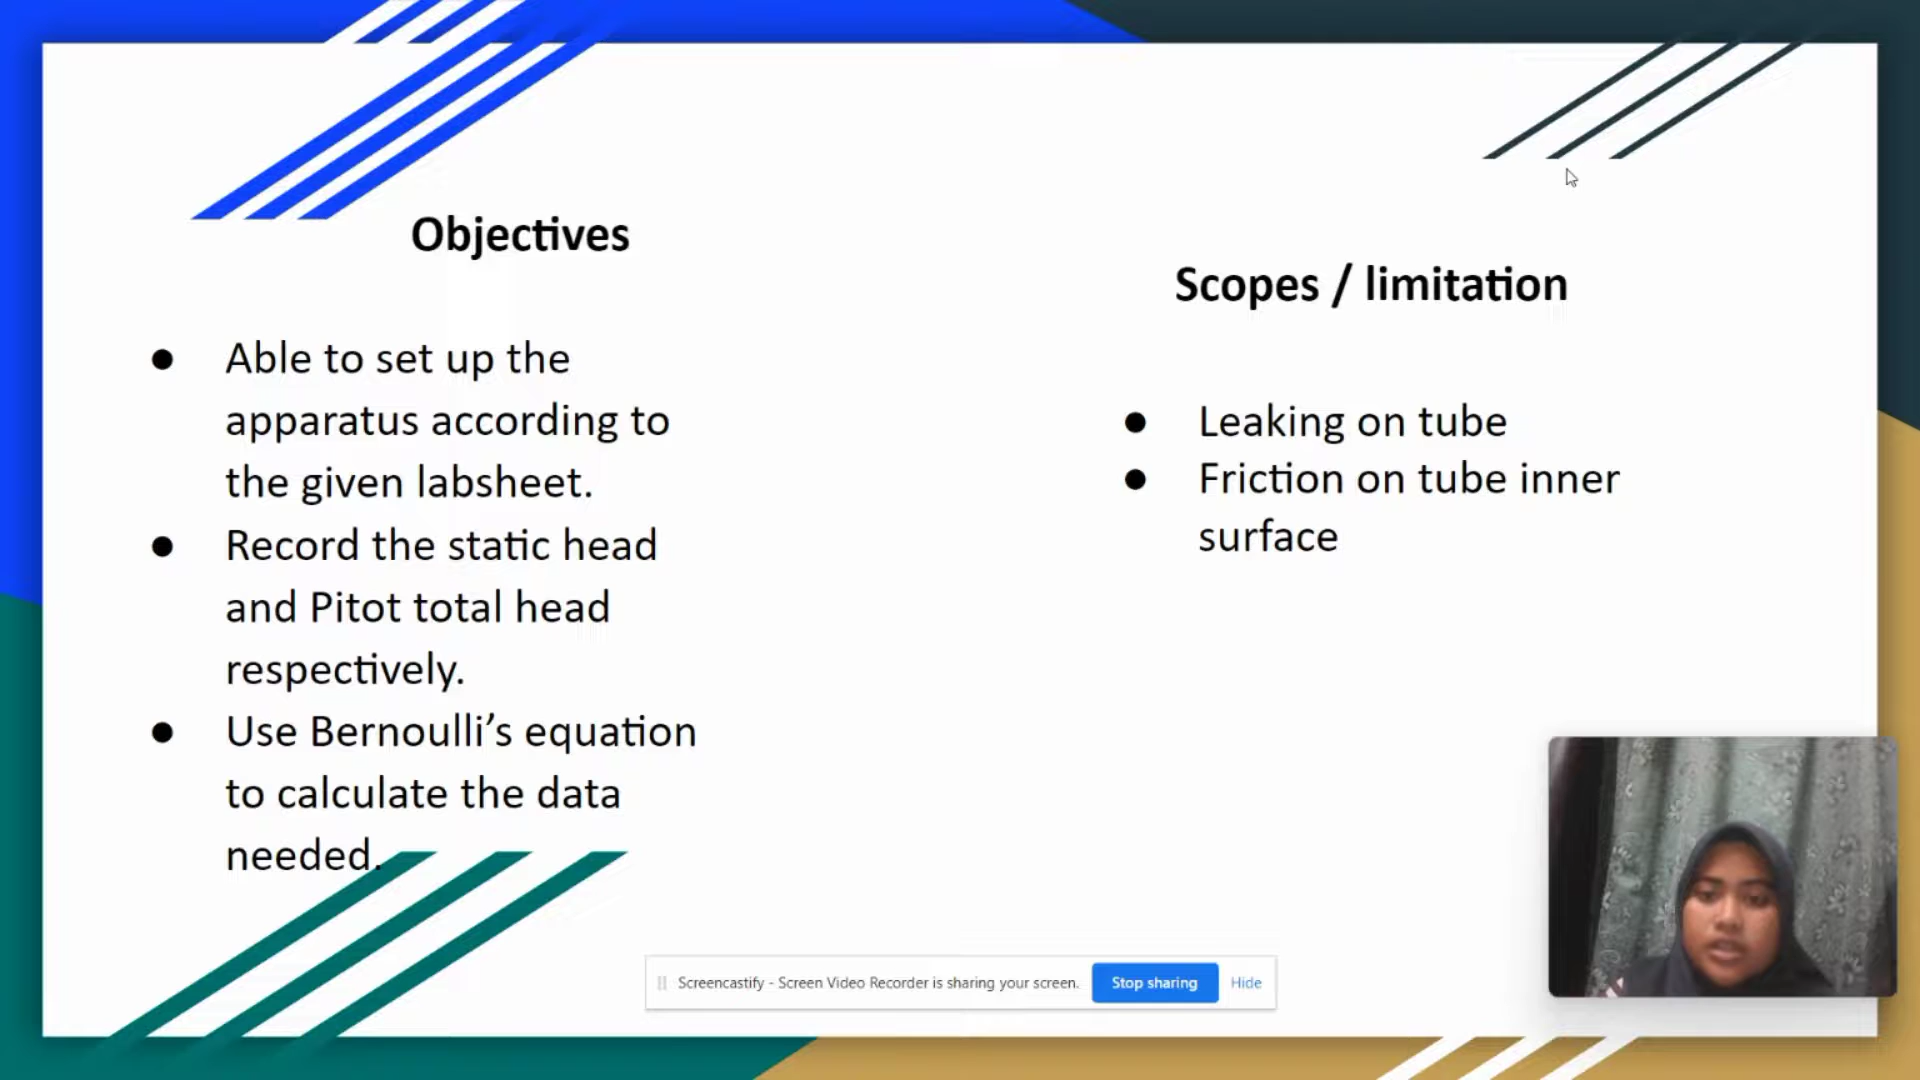 Objectives
● Able to set up the
apparatus according to
the given labsheet.
● Record the static head
and Pitot total head
respectively.
● Use Bernoulli’s equation
to calculate the data
needed.
Scopes / limitation
● Leaking on tube
● Friction on tube inner
surface
Screencastify - Screen Video Recorder is sharing your screen. Stop sharing Hide